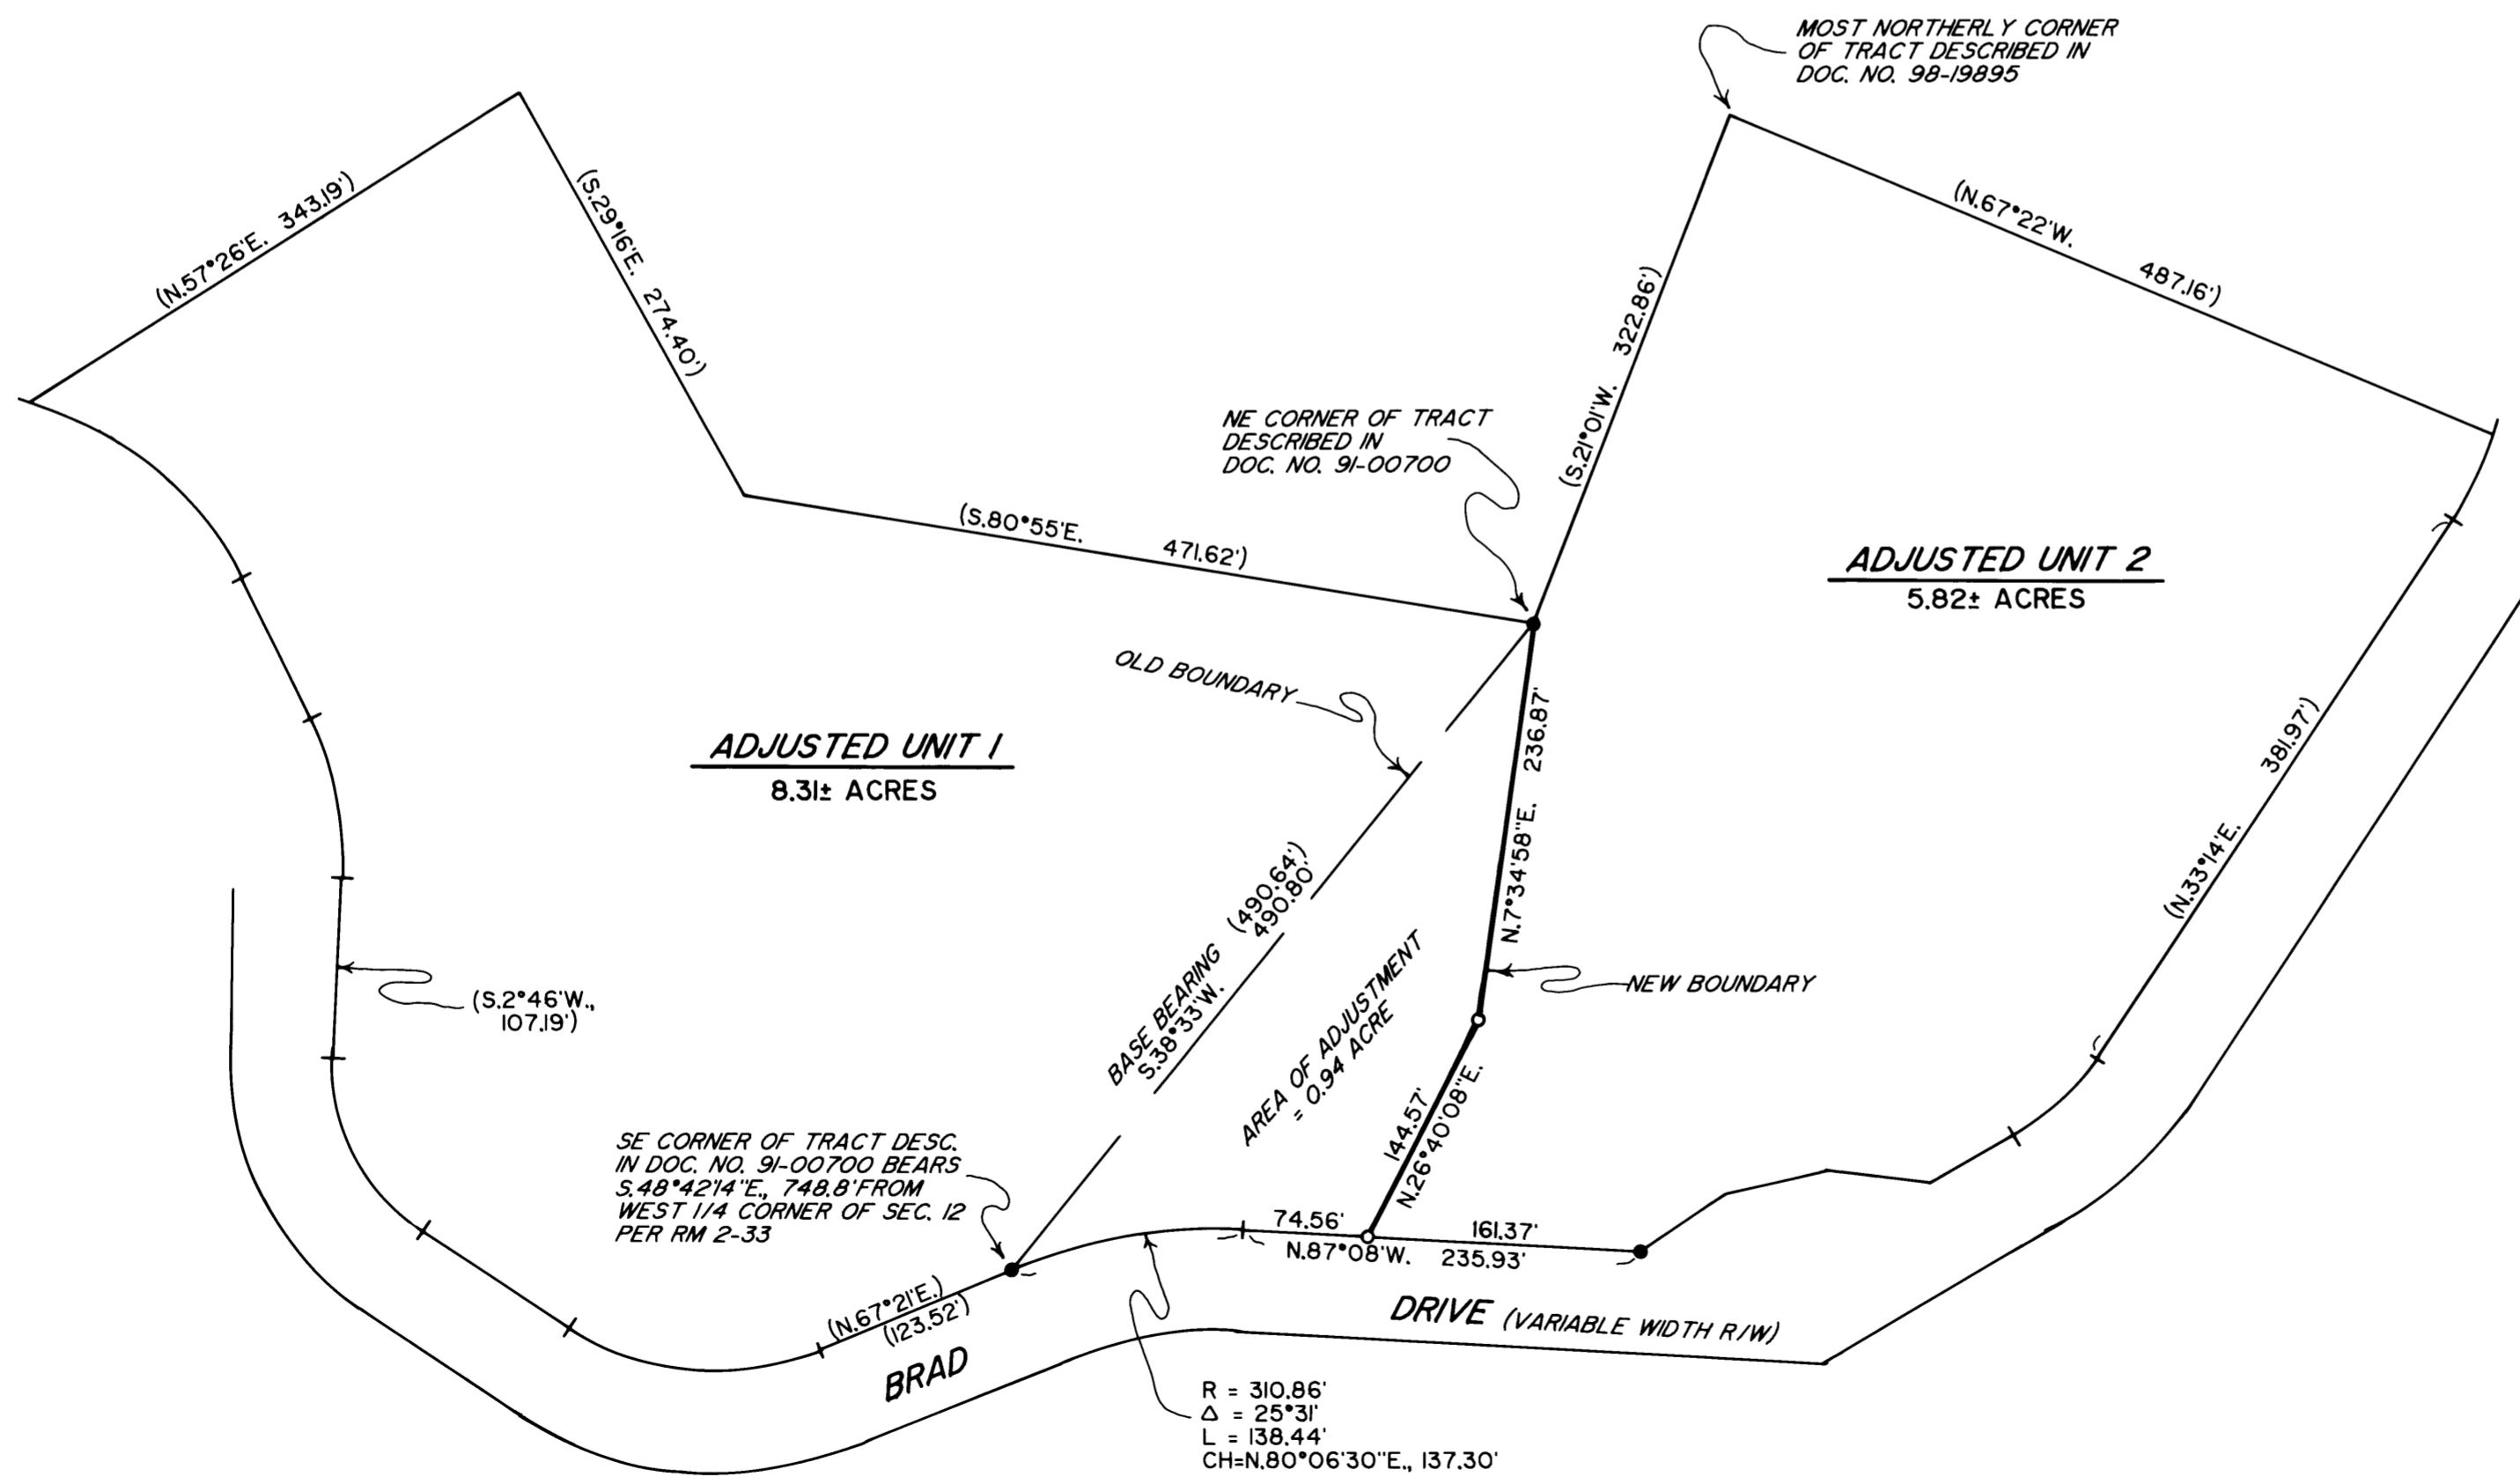 MOST NORTHERLY CORNER
OF TRACT DESCRIBED IN
DOC. NO. 98-19895
(N.57°26'E. 343.19')
(S.29°16'E. 274.40')
(N.67°22'W. 487.16')
(S.21°01'W. 322.86')
NE CORNER OF TRACT
DESCRIBED IN
DOC. NO. 91-00700
(S.80°55'E. 471.62')
ADJUSTED UNIT 2
5.82± ACRES
OLD BOUNDARY
ADJUSTED UNIT 1
8.31± ACRES
N.7°34'58"E. 236.87'
(N.33°14'E. 381.97')
BASE BEARING (490.64')
S.38°33'W. 490.80'
AREA OF ADJUSTMENT
= 0.94 ACRE
NEW BOUNDARY
(S.2°46'W.,
107.19')
144.57'
N.26°40'08"E.
SE CORNER OF TRACT DESC.
IN DOC. NO. 91-00700 BEARS
S.48°42'14"E., 748.8' FROM
WEST 1/4 CORNER OF SEC. 12
PER RM 2-33
74.56'
161.37'
N.87°08'W. 235.93'
(N.67°21'E.)
(123.52')
BRAD
DRIVE (VARIABLE WIDTH R/W)
R = 310.86'
Δ = 25°31'
L = 138.44'
CH=N.80°06'30"E., 137.30'